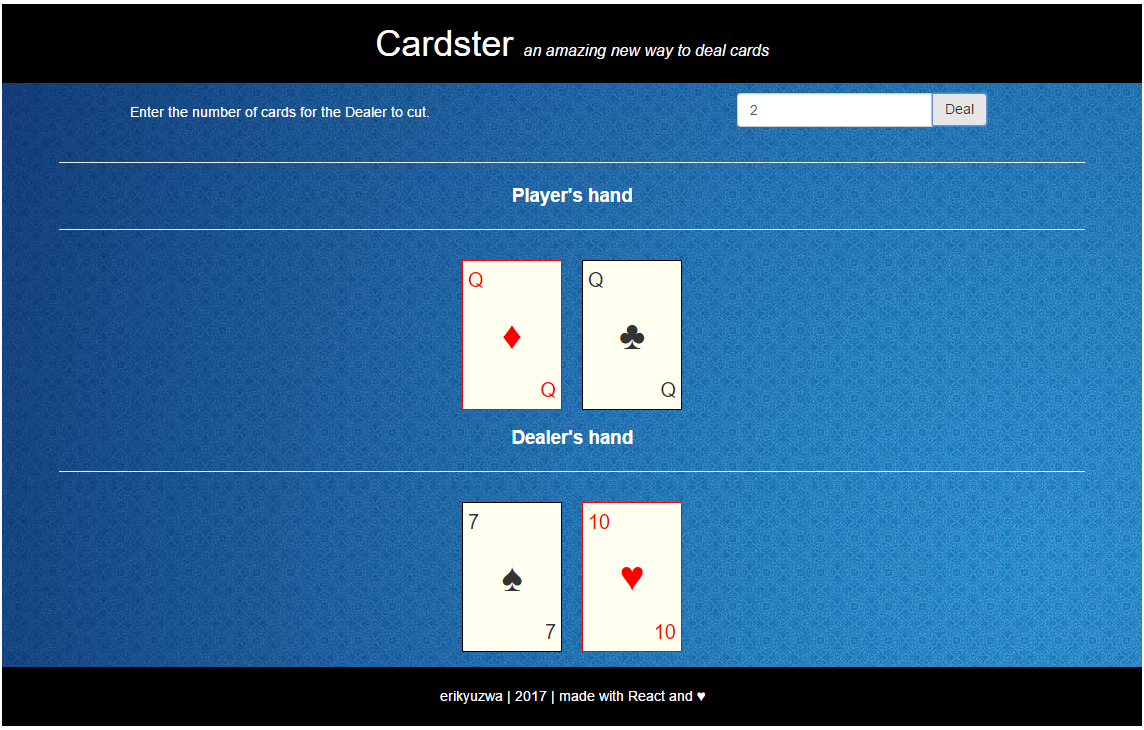 Cardster an amazing new way to deal cards
Enter the number of cards for the Dealer to cut. 2 Deal
Player's hand
Q Q
♦ ♣
Q Q
Dealer's hand
7 10
♠ ♥
7 10
erikyuzwa | 2017 | made with React and ♥